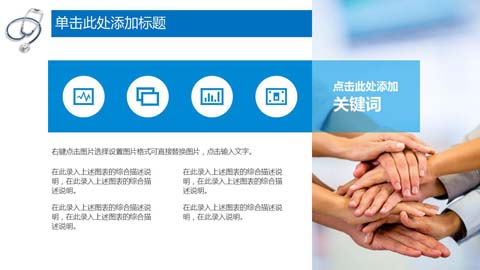 单击此处添加标题
点击此处添加
关键词
右键点击图片选择设置图片格式可直接替换图片，点击输入文字。
在此录入上述图表的综合描述说
明，在此录入上述图表的综合描
述说明。
在此录入上述图表的综合描述说
明，在此录入上述图表的综合描
述说明。
在此录入上述图表的综合描述说
明，在此录入上述图表的综合描
述说明。
在此录入上述图表的综合描述说
明，在此录入说明。